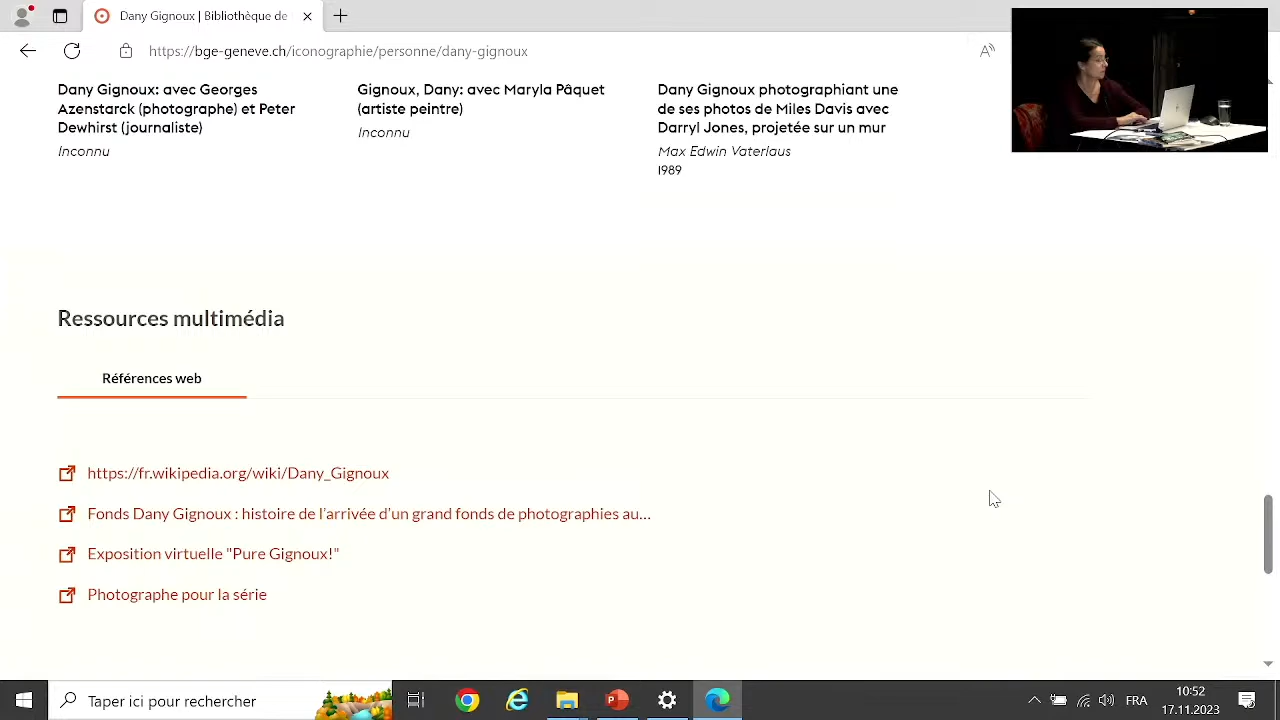 Dany Gignoux | Bibliothèque de
https://bge-geneve.ch/iconographie/personne/dany-gignoux
Dany Gignoux: avec Georges
Azenstarck (photographe) et Peter
Dewhirst (journaliste)
Inconnu
Gignoux, Dany: avec Maryla Pâquet
(artiste peintre)
Inconnu
Dany Gignoux photographiant une
de ses photos de Miles Davis avec
Darryl Jones, projetée sur un mur
Max Edwin Vaterlaus
1989
Ressources multimédia
Références web
https://fr.wikipedia.org/wiki/Dany_Gignoux
Fonds Dany Gignoux : histoire de l'arrivée d'un grand fonds de photographies au...
Exposition virtuelle "Pure Gignoux!"
Photographe pour la série
Taper ici pour rechercher
FRA
10:52
17.11.2023